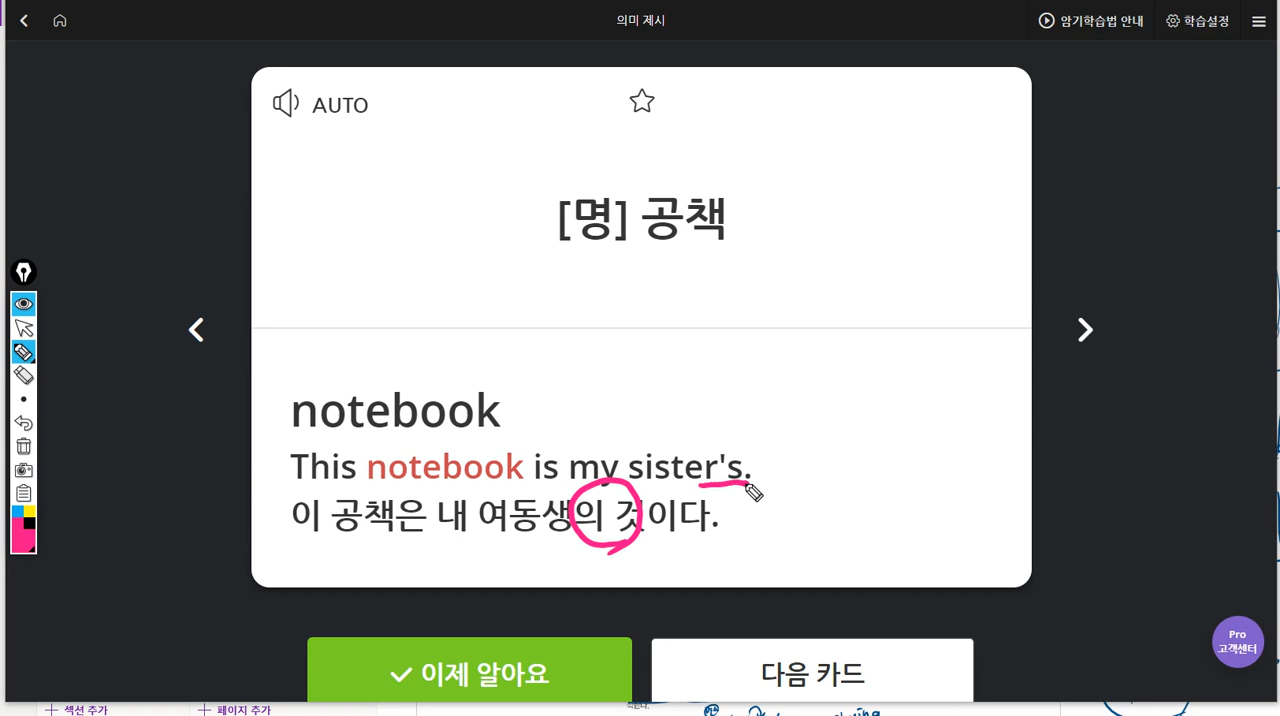 의미 제시
암기학습법 안내
학습설정
AUTO
[명] 공책
notebook
This notebook is my sister's.
이 공책은 내 여동생의 것이다.
이제 알아요
다음 카드
Pro
고객센터
섹션 추가
페이지 추가